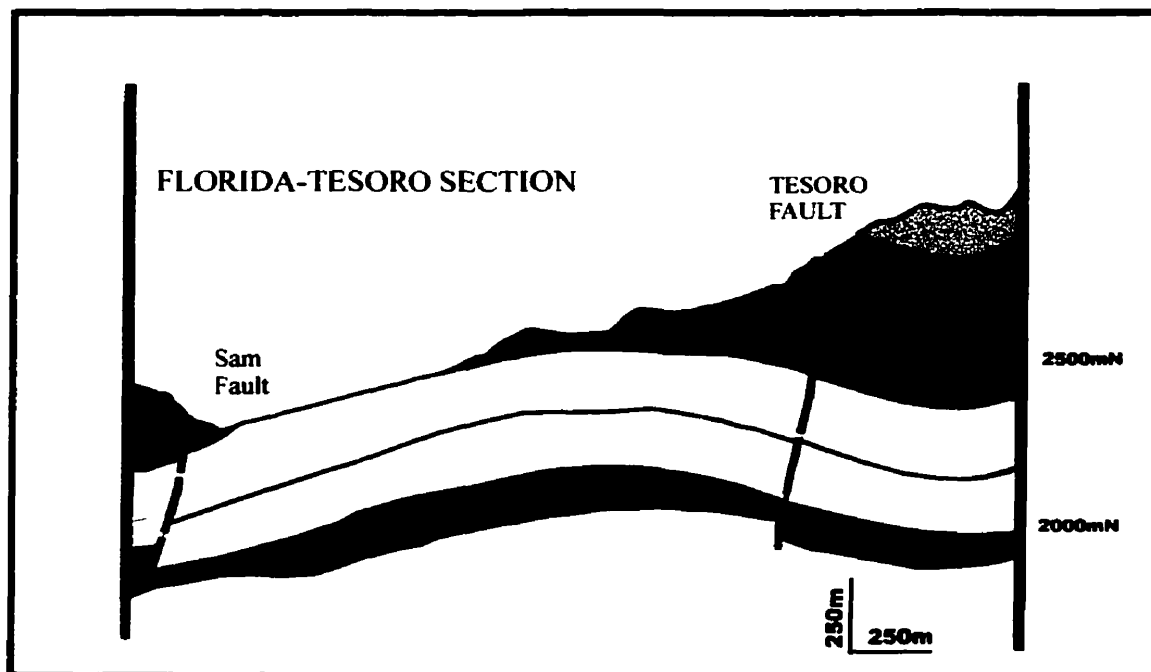 FLORIDA-TESORO SECTION
TESORO
FAULT
Sam
Fault
2500mN
2000mN
250m
250m